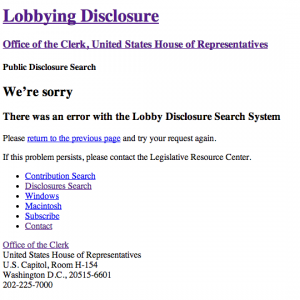 Lobbying Disclosure
Office of the Clerk, United States House of Representatives
Public Disclosure Search
We're sorry
There was an error with the Lobby Disclosure Search System
Please return to the previous page and try your request again.
If this problem persists, please contact the Legislative Resource Center.
Contribution Search
Disclosures Search
Windows
Macintosh
Subscribe
Contact
Office of the Clerk
United States House of Representatives
U.S. Capitol, Room H-154
Washington D.C., 20515-6601
202-225-7000